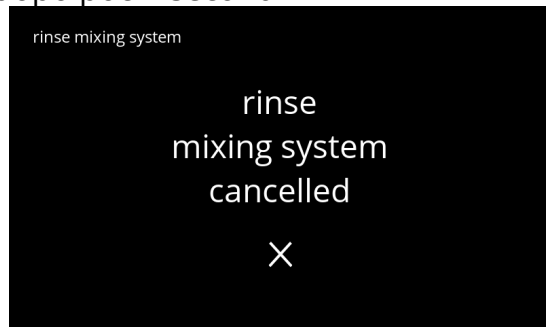 rinse mixing system
rinse
mixing system
cancelled